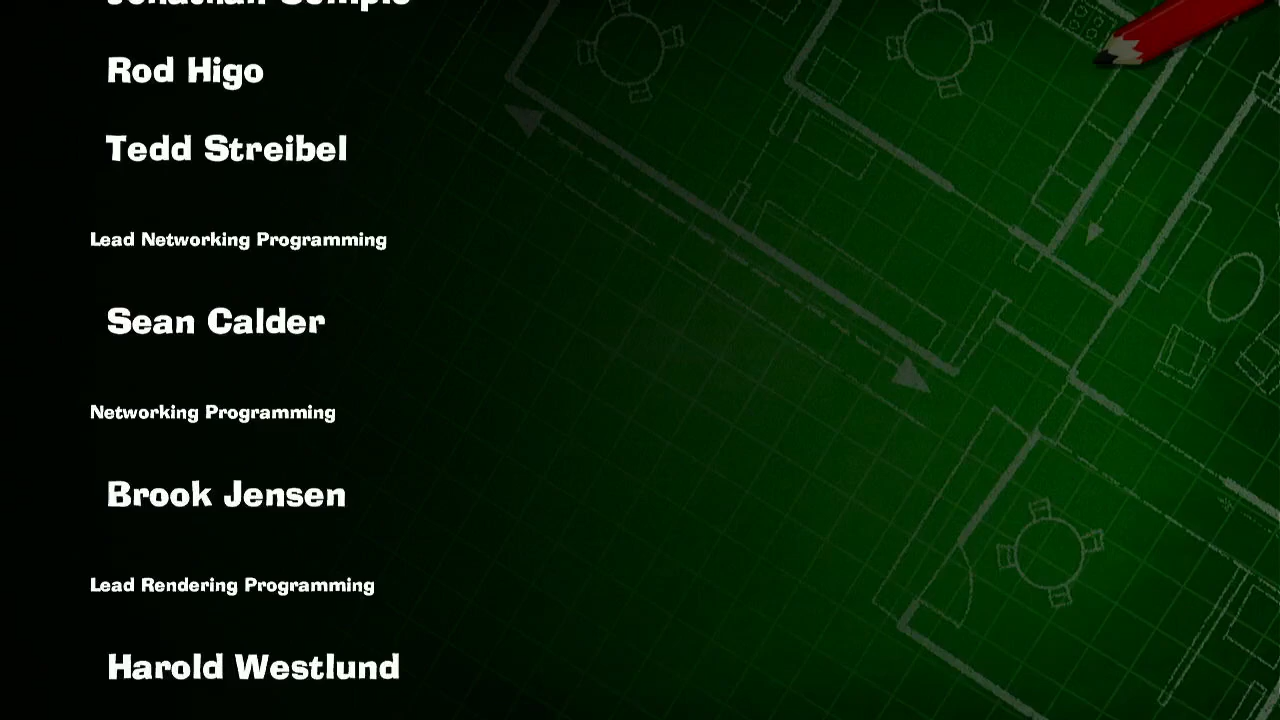 Rod Higo
Tedd Streibel
Lead Networking Programming
Sean Calder
Networking Programming
Brook Jensen
Lead Rendering Programming
Harold Westlund